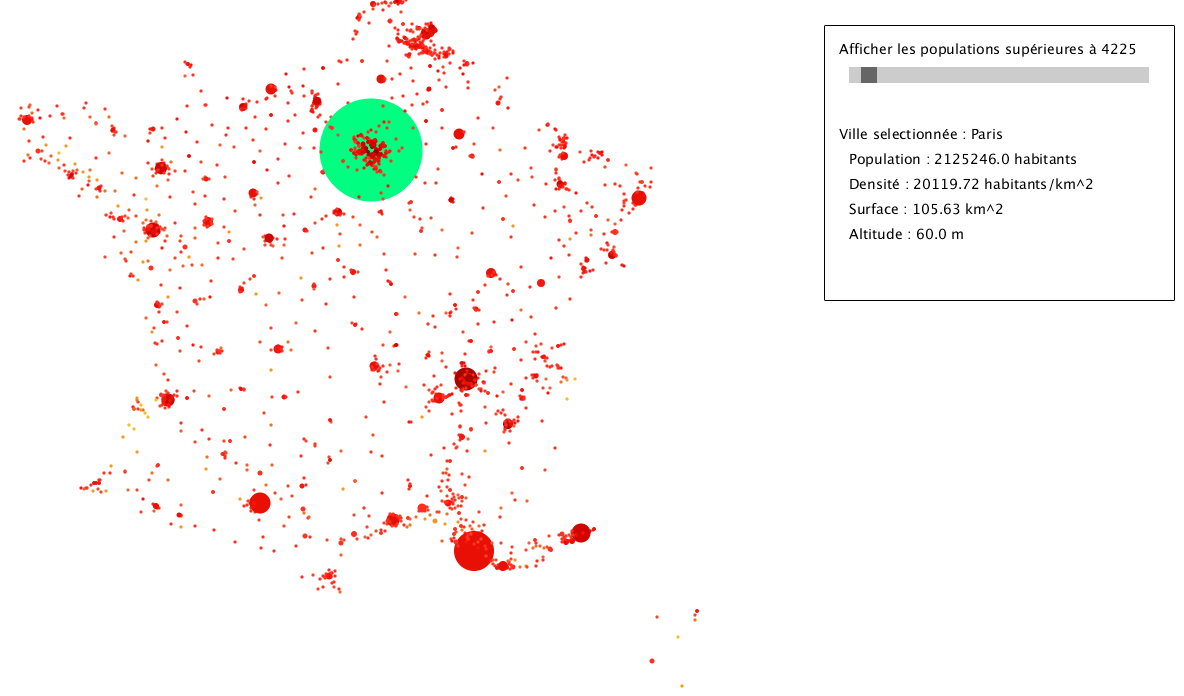 Afficher les populations supérieures à 4225
Ville selectionnée : Paris
Population : 2125246.0 habitants
Densité : 20119.72 habitants/km^2
Surface : 105.63 km^2
Altitude : 60.0 m